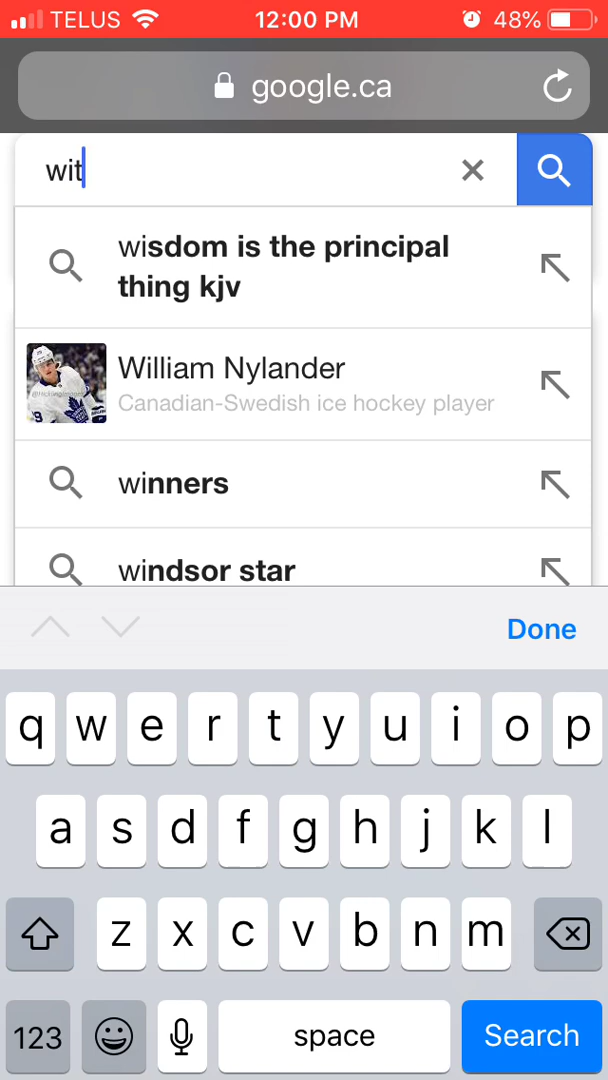 TELUS 12:00 PM 48%
google.ca
wit
wisdom is the principal
thing kjv
William Nylander
Canadian-Swedish ice hockey player
winners
windsor star
Done
q w e r t y u i o p
a s d f g h j k l
z x c v b n m
123 space Search